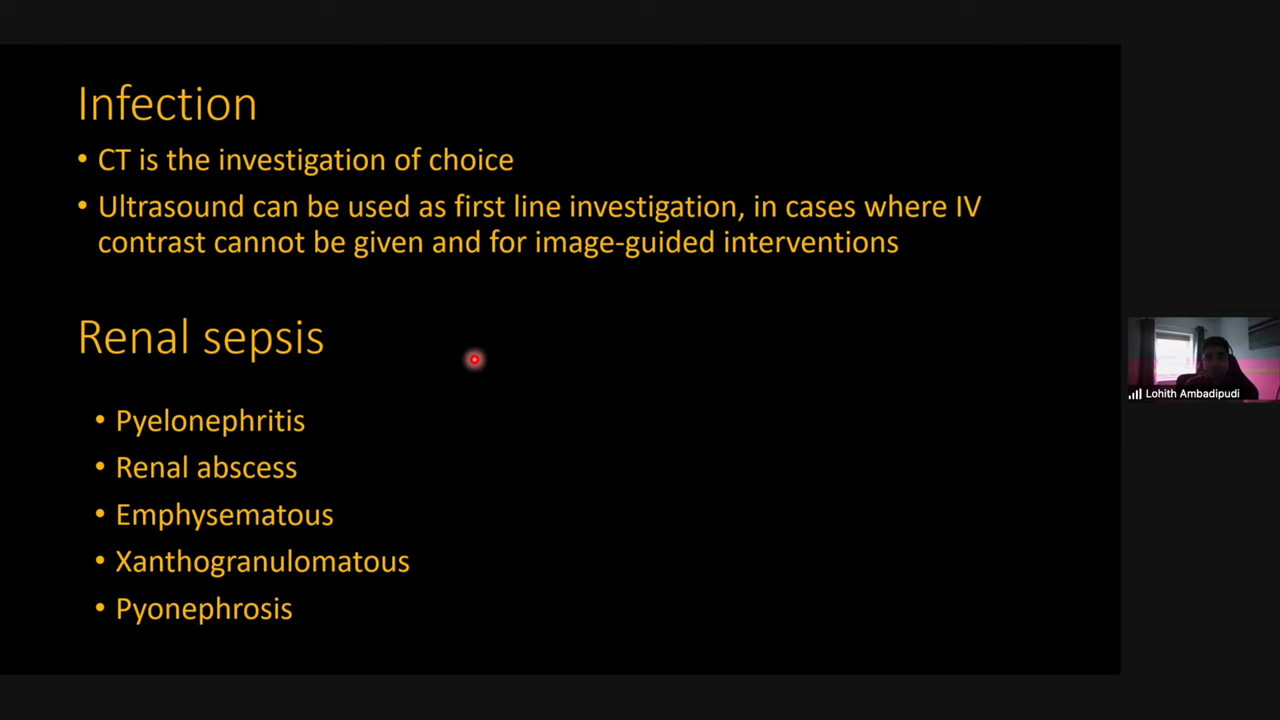 Infection
• CT is the investigation of choice
• Ultrasound can be used as first line investigation, in cases where IV
contrast cannot be given and for image-guided interventions
Renal sepsis
• Pyelonephritis
• Renal abscess
• Emphysematous
• Xanthogranulomatous
• Pyonephrosis
Lohith Ambadipudi